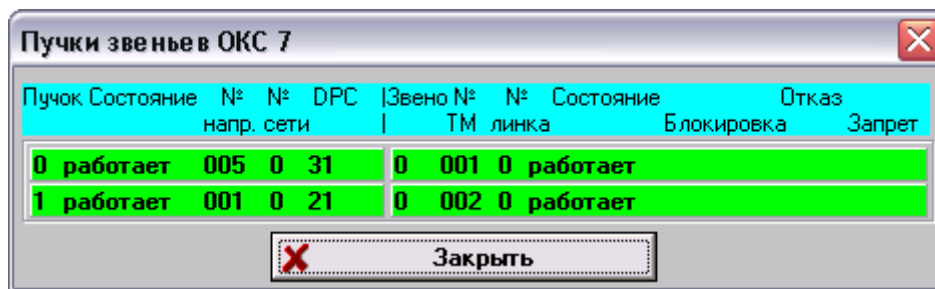 Пучки звеньев ОКС 7
Пучок Состояние № № DPC |Звено № № Состояние Отказ
напр. сети | ТМ линка Блокировка Запрет
0 работает 005 0 31 0 001 0 работает
1 работает 001 0 21 0 002 0 работает
Закрыть